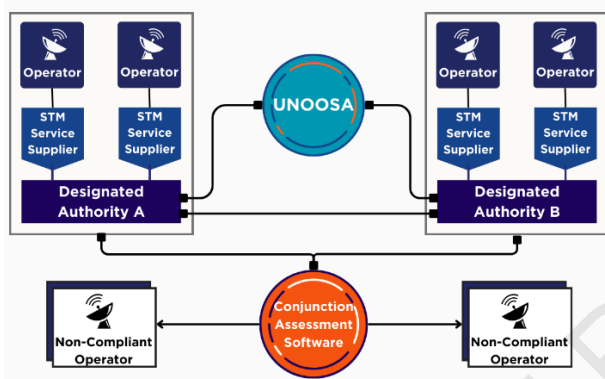 Operator
Operator
STM
Service
Supplier
STM
Service
Supplier
Designated
Authority A
UNOOSA
Operator
Operator
STM
Service
Supplier
STM
Service
Supplier
Designated
Authority B
Non-Compliant
Operator
Conjunction
Assessment
Software
Non-Compliant
Operator